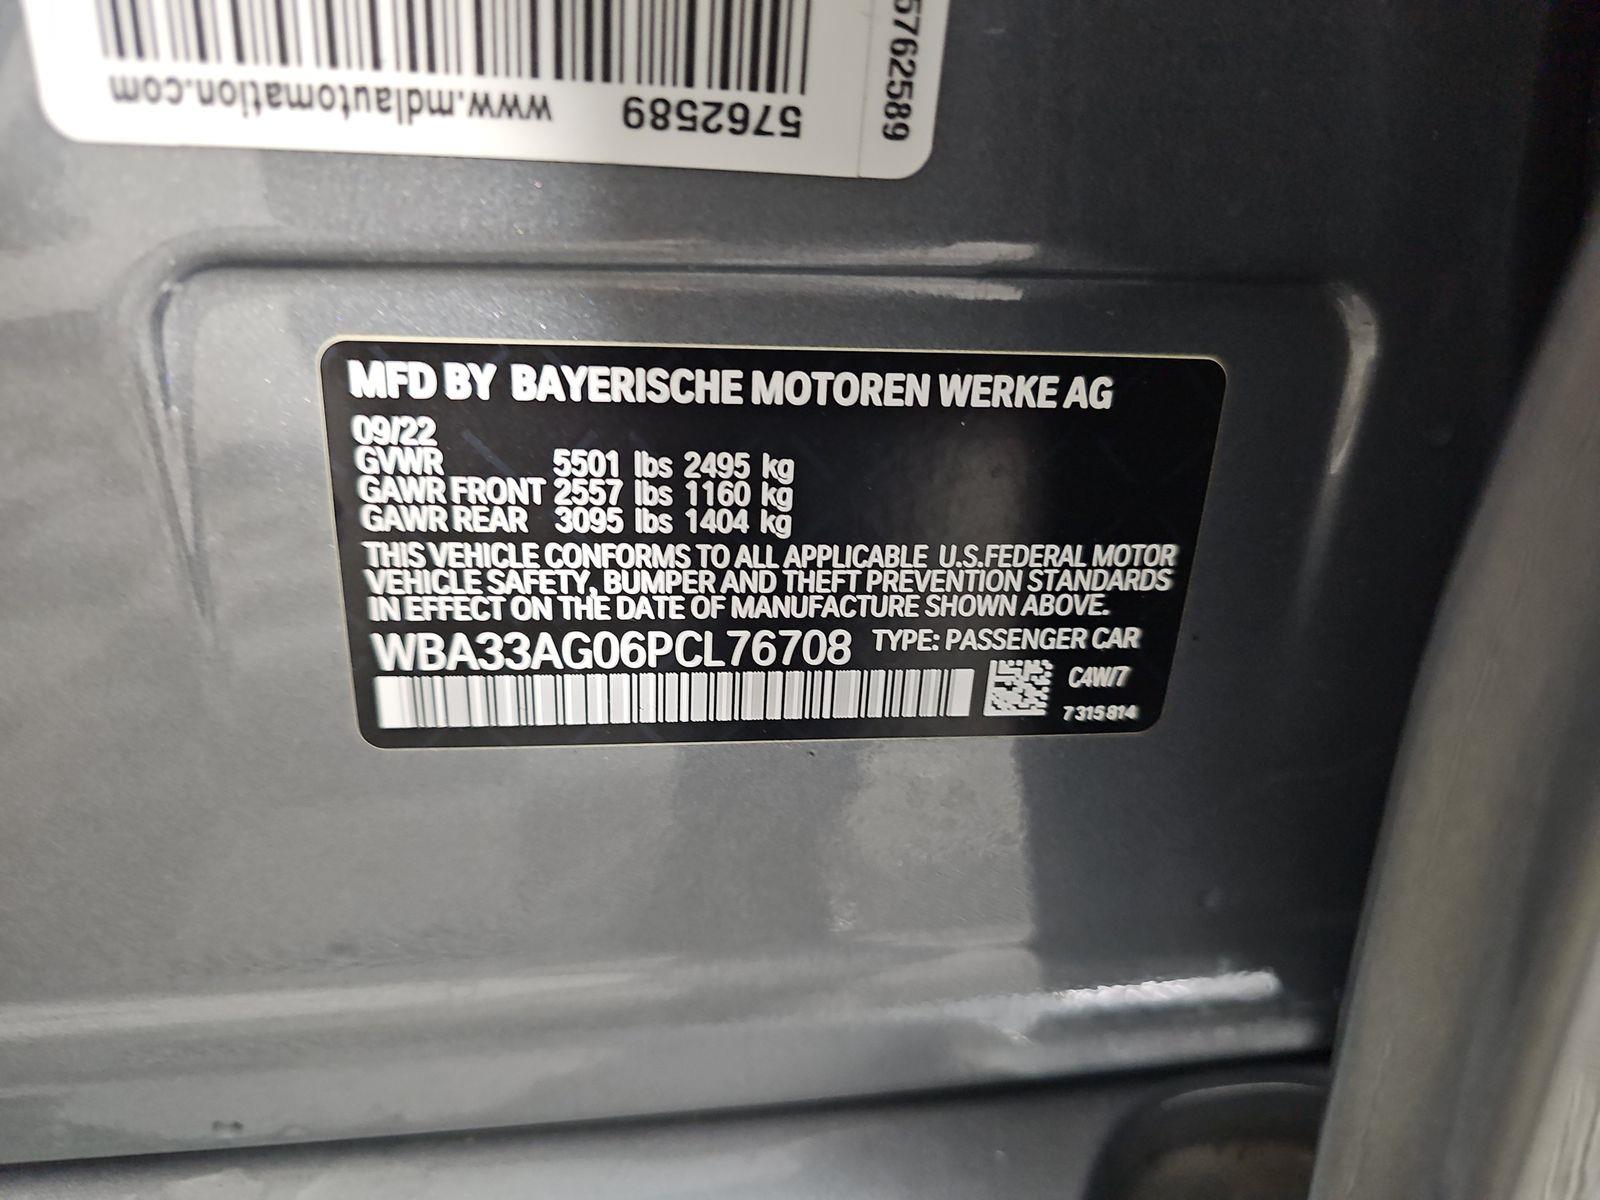 www.mdlautomation.com 5762589
5762589
MFD BY BAYERISCHE MOTOREN WERKE AG
09/22
GVWR 5501 lbs 2495 kg
GAWR FRONT 2557 lbs 1160 kg
GAWR REAR 3095 lbs 1404 kg
THIS VEHICLE CONFORMS TO ALL APPLICABLE U.S.FEDERAL MOTOR
VEHICLE SAFETY, BUMPER AND THEFT PREVENTION STANDARDS
IN EFFECT ON THE DATE OF MANUFACTURE SHOWN ABOVE.
WBA33AG06PCL76708 TYPE: PASSENGER CAR
C4W/7
7315814